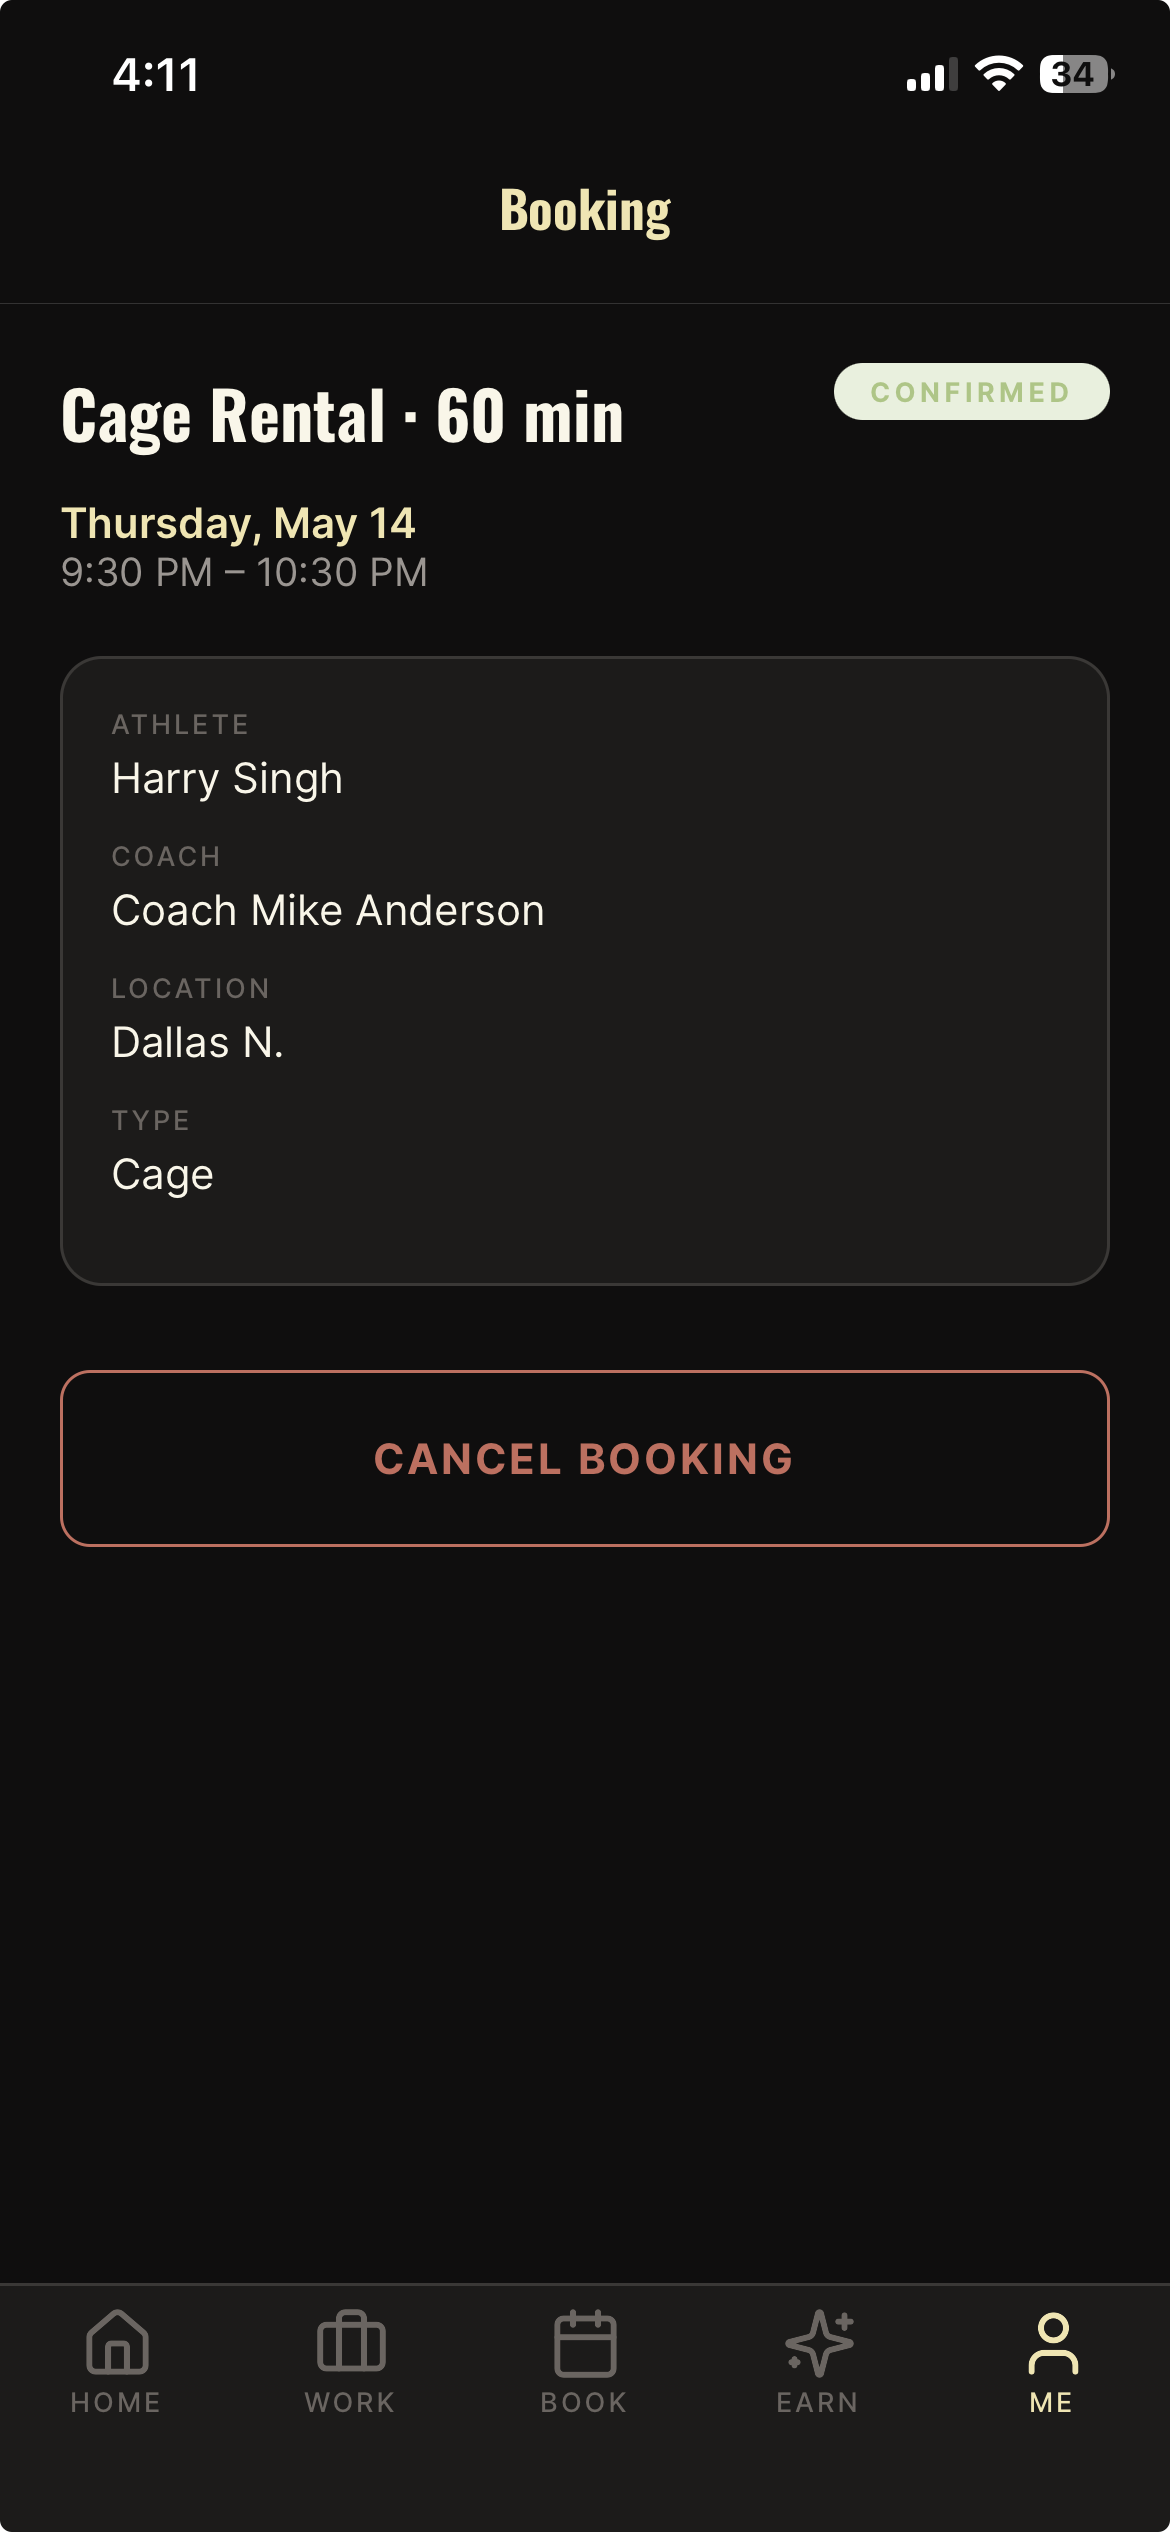 4:11
34
Booking
Cage Rental · 60 min
CONFIRMED
Thursday, May 14
9:30 PM – 10:30 PM
ATHLETE
Harry Singh
COACH
Coach Mike Anderson
LOCATION
Dallas N.
TYPE
Cage
CANCEL BOOKING
HOME
WORK
BOOK
EARN
ME